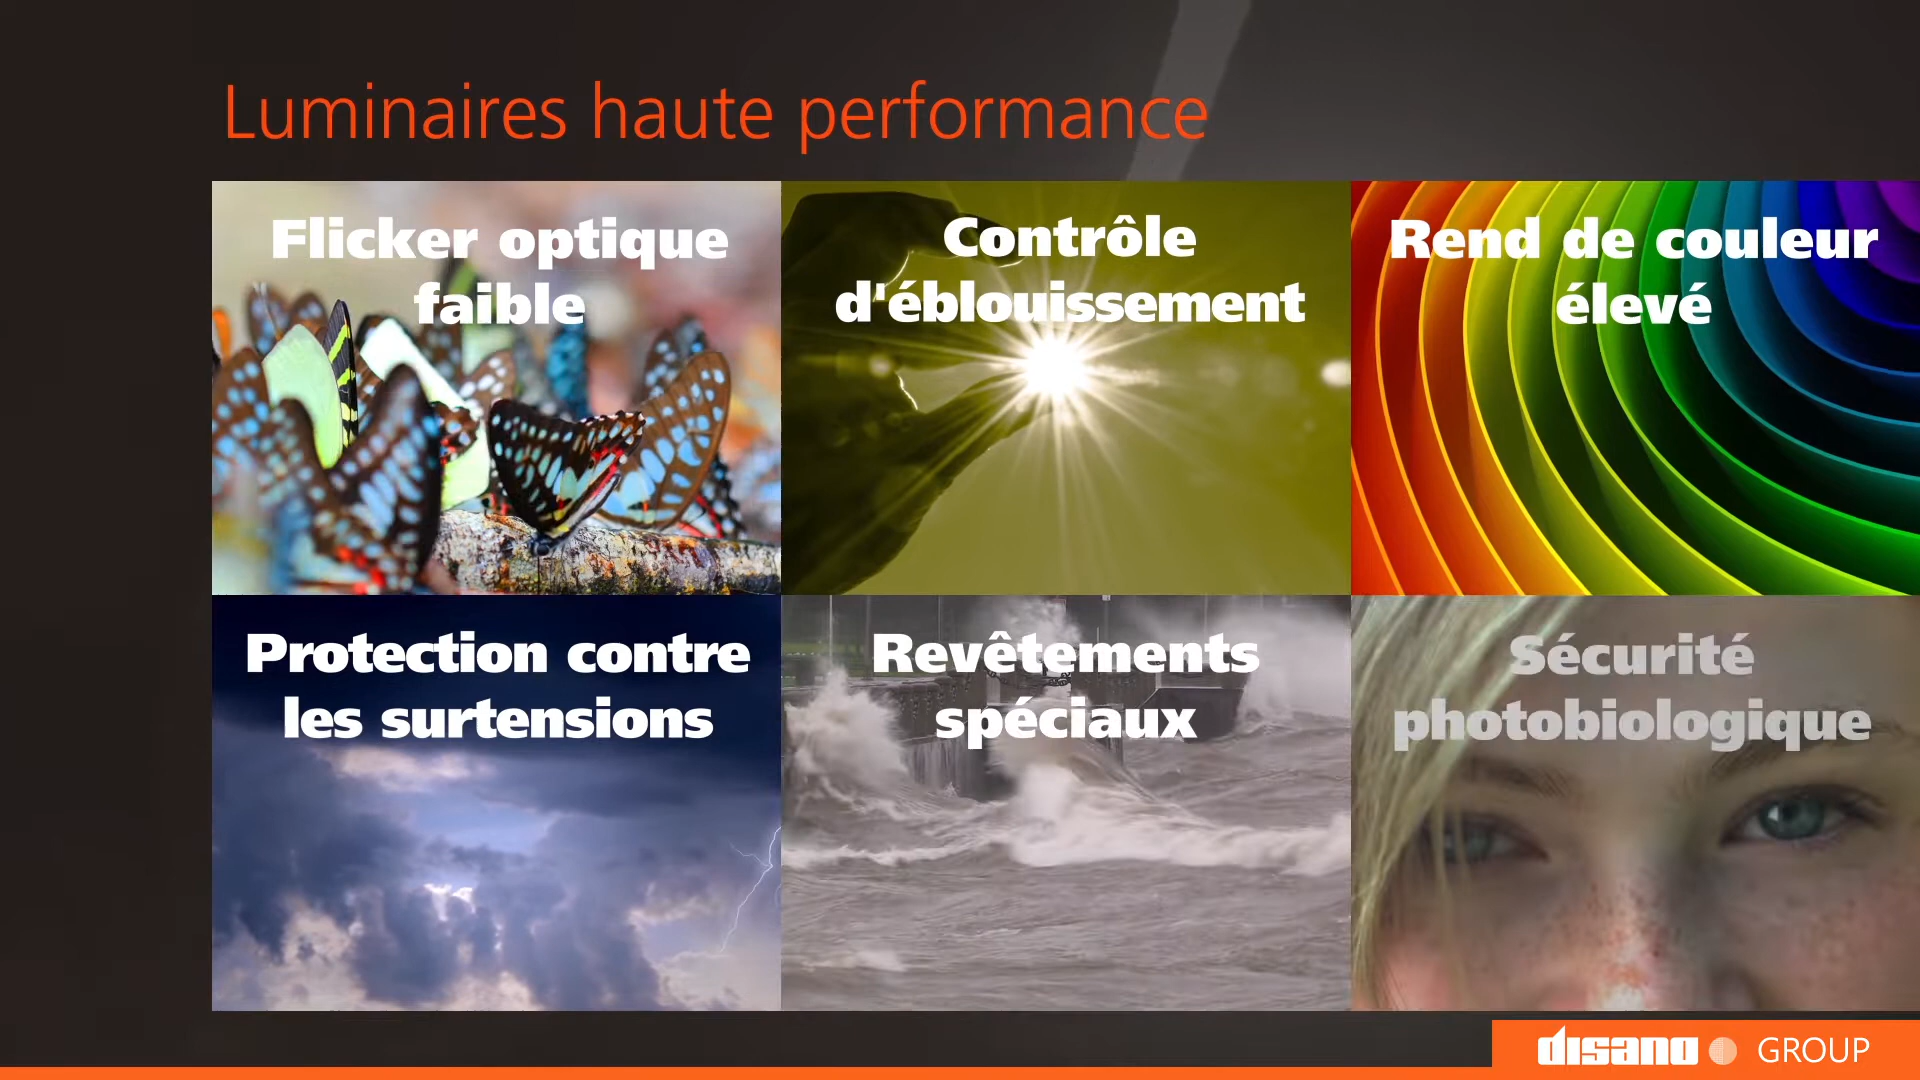 Luminaires haute performance
Flicker optique
faible
Contrôle
d'éblouissement
Rend de couleur
élevé
Protection contre
les surtensions
Revêtements
spéciaux
Sécurité
photobiologique
disano GROUP